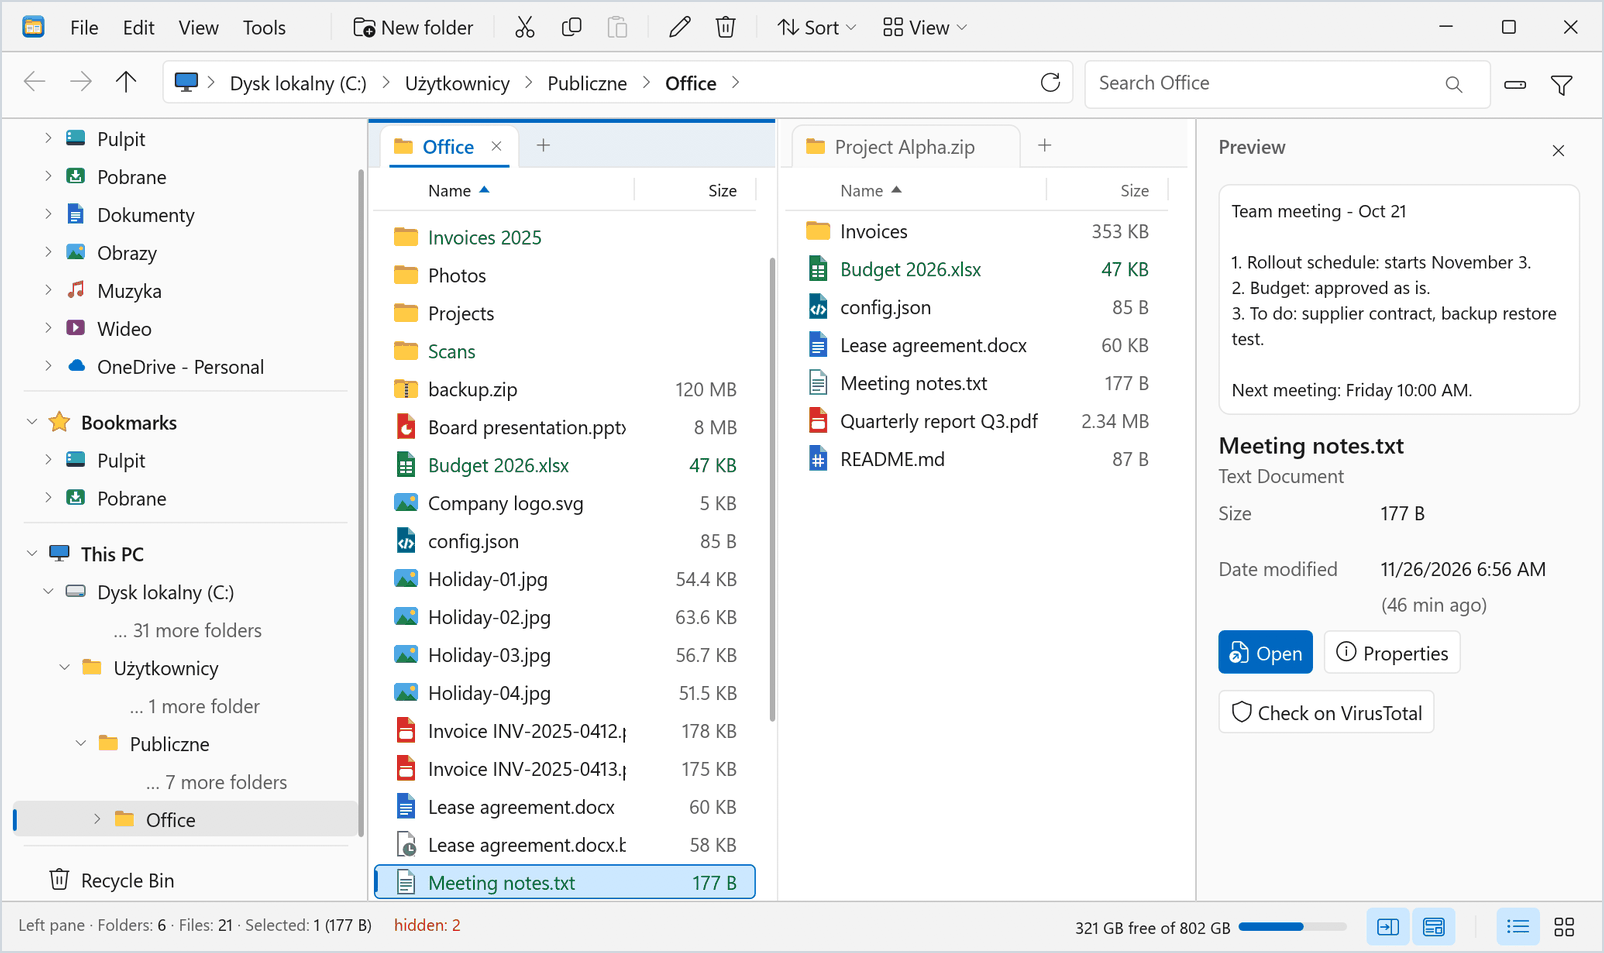 File Edit View Tools New folder Sort View
Dysk lokalny (C:) Użytkownicy Publiczne Office
Search Office
Pulpit
Pobrane
Dokumenty
Obrazy
Muzyka
Wideo
OneDrive - Personal
Bookmarks
Pulpit
Pobrane
This PC
Dysk lokalny (C:)
... 31 more folders
Użytkownicy
... 1 more folder
Publiczne
... 7 more folders
Office
Recycle Bin
Office
Name Size
Invoices 2025
Photos
Projects
Scans
backup.zip 120 MB
Board presentation.pptx 8 MB
Budget 2026.xlsx 47 KB
Company logo.svg 5 KB
config.json 85 B
Holiday-01.jpg 54.4 KB
Holiday-02.jpg 63.6 KB
Holiday-03.jpg 56.7 KB
Holiday-04.jpg 51.5 KB
Invoice INV-2025-0412.p 178 KB
Invoice INV-2025-0413.p 175 KB
Lease agreement.docx 60 KB
Lease agreement.docx.b 58 KB
Meeting notes.txt 177 B
Project Alpha.zip
Name Size
Invoices 353 KB
Budget 2026.xlsx 47 KB
config.json 85 B
Lease agreement.docx 60 KB
Meeting notes.txt 177 B
Quarterly report Q3.pdf 2.34 MB
README.md 87 B
Preview
Team meeting - Oct 21
1. Rollout schedule: starts November 3.
2. Budget: approved as is.
3. To do: supplier contract, backup restore
test.
Next meeting: Friday 10:00 AM.
Meeting notes.txt
Text Document
Size 177 B
Date modified 11/26/2026 6:56 AM
(46 min ago)
Open Properties
Check on VirusTotal
Left pane · Folders: 6 · Files: 21 · Selected: 1 (177 B) hidden: 2
321 GB free of 802 GB